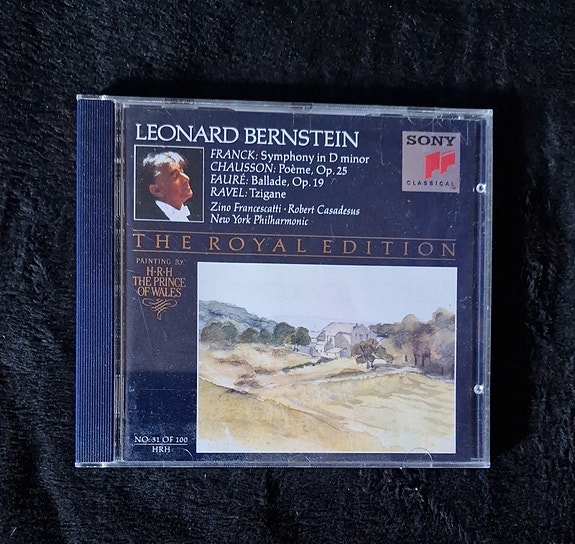 LEONARD BERNSTEIN
FRANCK: Symphony in D minor
CHAUSSON: Poème, Op. 25
FAURÉ: Ballade, Op. 19
RAVEL: Tzigane
Zino Francescatti · Robert Casadesus
New York Philharmonic
SONY
CLASSICAL
THE ROYAL EDITION
PAINTING BY
H·R·H
THE PRINCE
OF WALES
NO: 31 OF 100
HRH